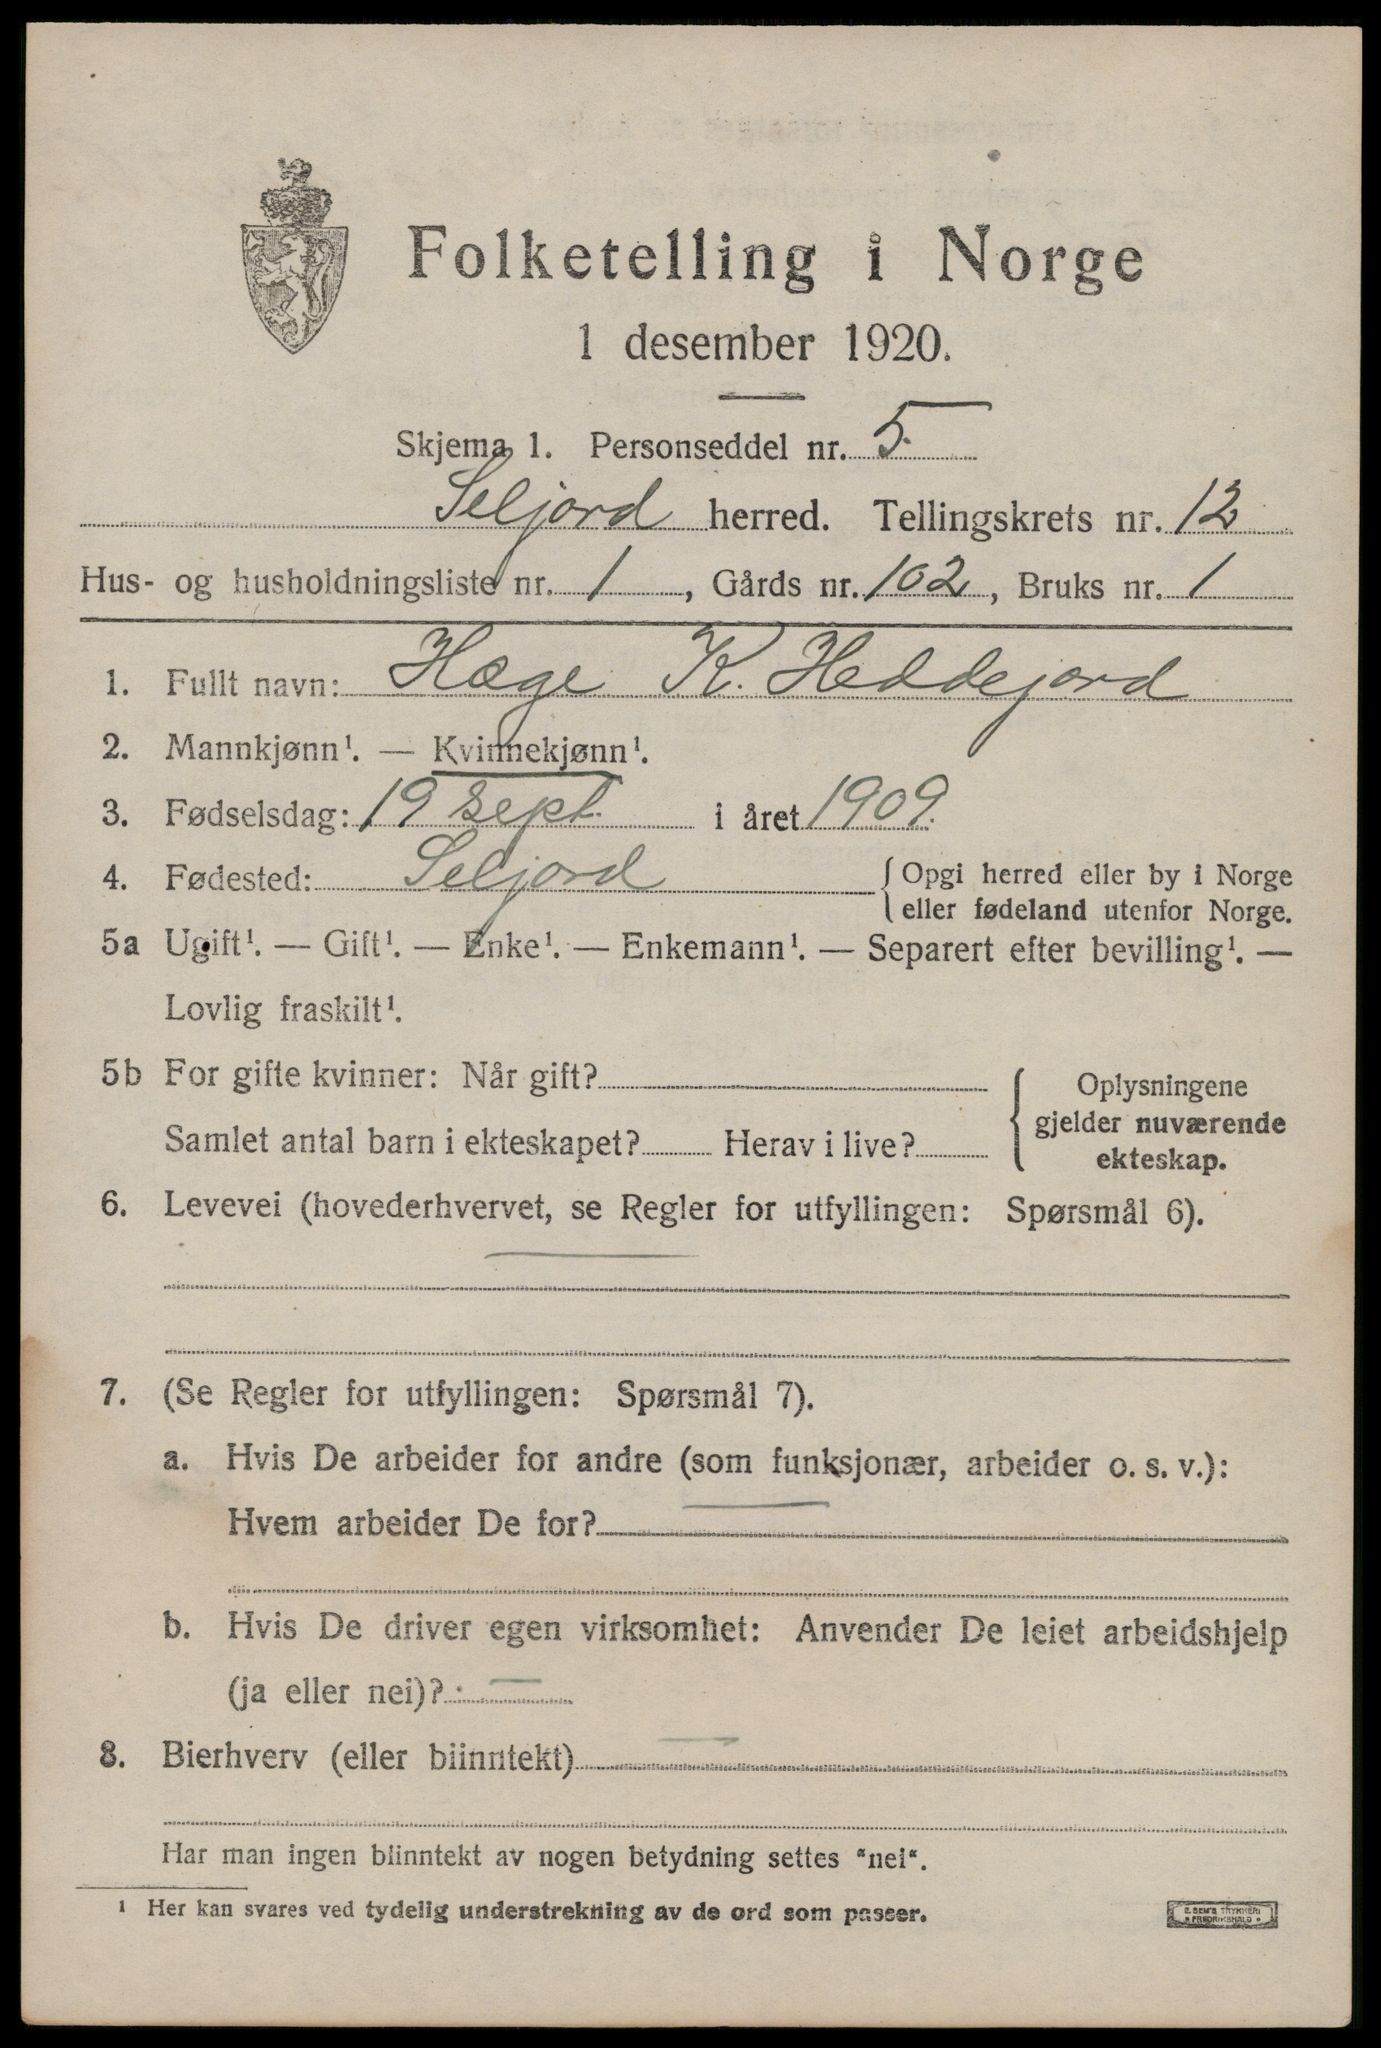 Folketelling i Norge
1 desember 1920.
Skjema 1. Personseddel nr. 5.
Seljord herred. Tellingskrets nr. 12
Hus- og husholdningsliste nr. 1, Gårds nr. 102, Bruks nr. 1
1. Fullt navn: Hæge K. Heddejord
2. Mannkjønn¹. — Kvinnekjønn¹.
3. Fødselsdag: 19 sept. i året 1909.
4. Fødested: Seljord { Opgi herred eller by i Norge
eller fødeland utenfor Norge.
5a Ugift¹. — Gift¹. — Enke¹. — Enkemann¹. — Separert efter bevilling¹. —
Lovlig fraskilt¹.
5b For gifte kvinner: Når gift?
Samlet antal barn i ekteskapet? Herav i live?
{ Oplysningene
gjelder nuværende
ekteskap.
6. Levevei (hovederhvervet, se Regler for utfyllingen: Spørsmål 6).
7. (Se Regler for utfyllingen: Spørsmål 7).
a. Hvis De arbeider for andre (som funksjonær, arbeider o. s. v.):
Hvem arbeider De for?
b. Hvis De driver egen virksomhet: Anvender De leiet arbeidshjelp
(ja eller nei)? —
8. Bierhverv (eller biinntekt) —
Har man ingen biinntekt av nogen betydning settes "nei".
¹ Her kan svares ved tydelig understrekning av de ord som passer.
E. SEM'S TRYKKERI
FREDRIKSHALD